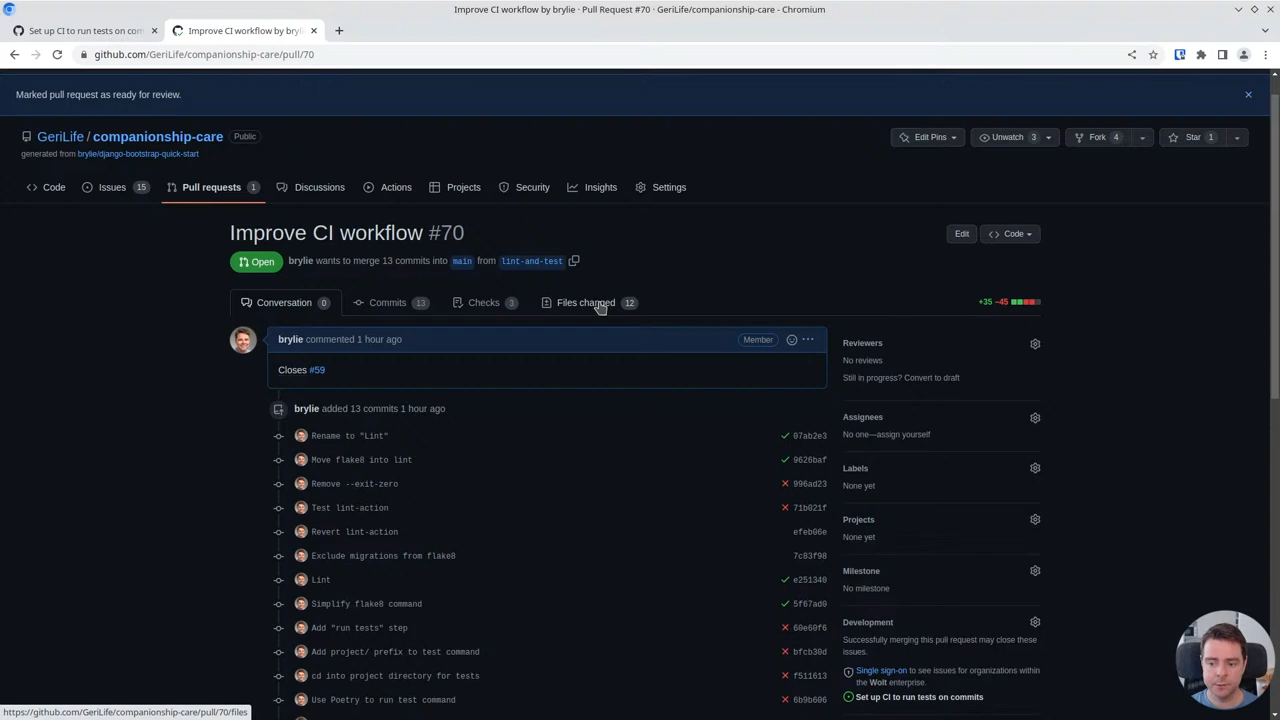 Improve CI workflow by brylie · Pull Request #70 · GeriLife/companionship-care - Chromium
Set up CI to run tests on com
Improve CI workflow by bryli
github.com/GeriLife/companionship-care/pull/70
Marked pull request as ready for review.
GeriLife / companionship-care Public
Edit Pins
Unwatch 3
Fork 4
Star 1
generated from brylie/django-bootstrap-quick-start
Code
Issues 15
Pull requests 1
Discussions
Actions
Projects
Security
Insights
Settings
Improve CI workflow #70
Edit
Code
Open
brylie wants to merge 13 commits into main from lint-and-test
Conversation 0
Commits 13
Checks 3
Files changed 12
+35 −45
brylie commented 1 hour ago
Member
Closes #59
brylie added 13 commits 1 hour ago
Rename to "Lint" 07ab2e3
Move flake8 into lint 9626baf
Remove --exit-zero 996ad23
Test lint-action 71b021f
Revert lint-action efeb06e
Exclude migrations from flake8 7c83f98
Lint e251340
Simplify flake8 command 5f67ad0
Add "run tests" step 60e60f6
Add project/ prefix to test command bfcb30d
cd into project directory for tests f511613
Use Poetry to run test command 6b9b606
Reviewers
No reviews
Still in progress? Convert to draft
Assignees
No one—assign yourself
Labels
None yet
Projects
None yet
Milestone
No milestone
Development
Successfully merging this pull request may close these
issues.
Single sign-on to see issues for organizations within
the Wolt enterprise.
Set up CI to run tests on commits
https://github.com/GeriLife/companionship-care/pull/70/files